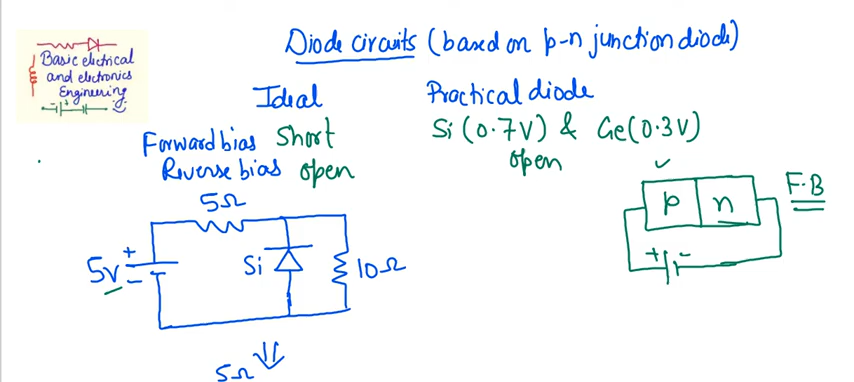 Diode circuits (based on p-n junction diode)
Basic electrical
and electronics
Engineering
Ideal
Practical diode
Forward bias Short
Si (0.7V) & Ge(0.3V)
Reverse bias open
open
5Ω
p
n
F.B
+
-
5v
+
-
Si
10Ω
5Ω